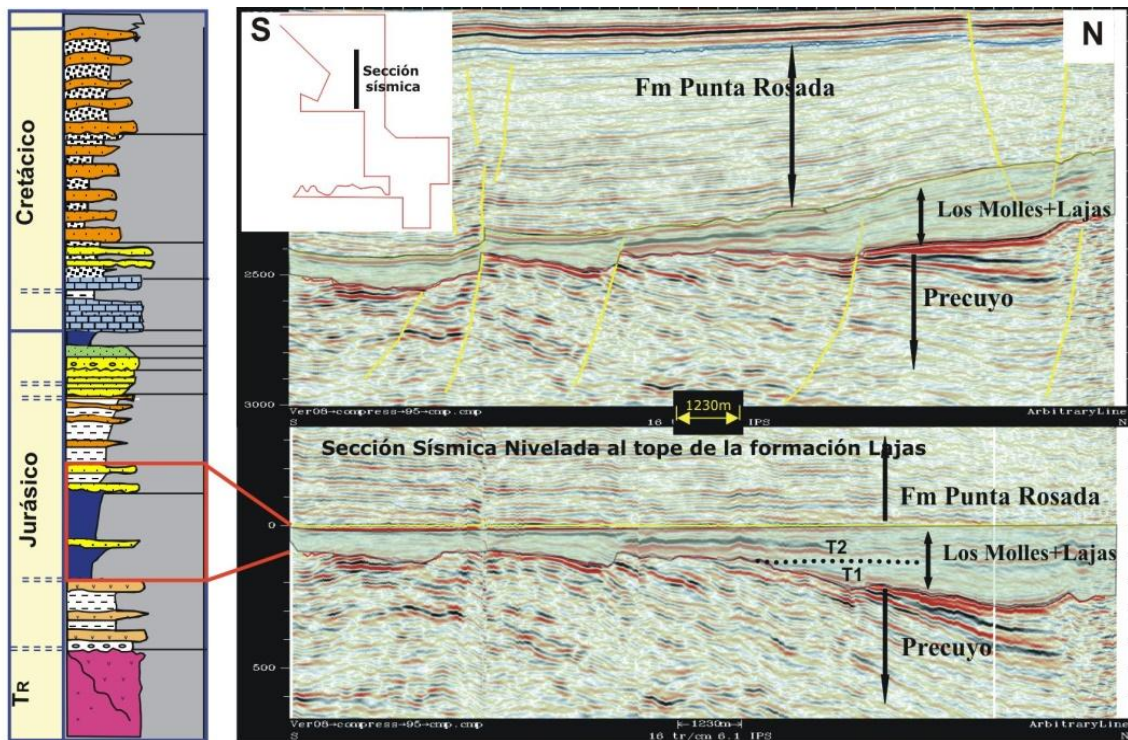 Cretácico
Jurásico
TR
S
N
Sección
sísmica
Fm Punta Rosada
Los Molles+Lajas
Precuyo
2500
3000
Ver08→compress→95→cmp.cmp
ArbitraryLine
S
16
IPS
N
1230m
Sección Sísmica Nivelada al tope de la formación Lajas
Fm Punta Rosada
0
T2
Los Molles+Lajas
T1
Precuyo
500
Ver08→compress→95→cmp.cmp
1230m
ArbitraryLine
S
16 tr/cm 6.1 IPS
N